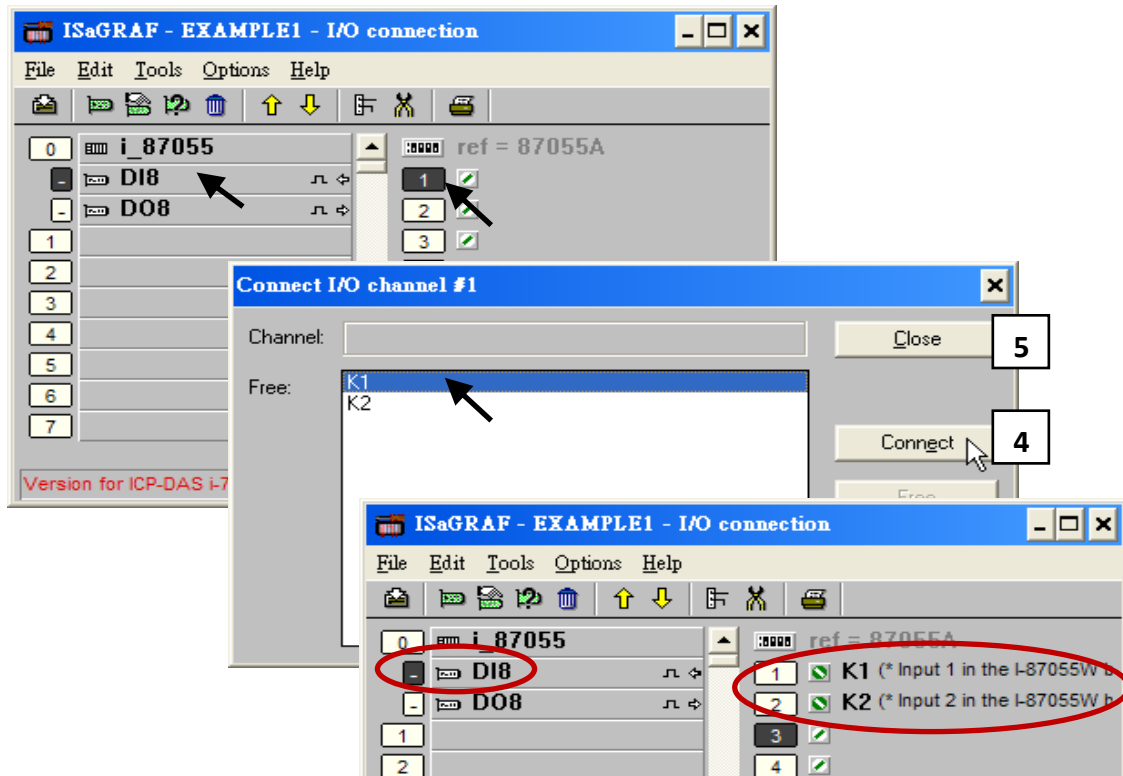 ISaGRAF - EXAMPLE1 - I/O connection
File Edit Tools Options Help
0 i_87055
- DI8
- DO8
1
2
3
4
5
6
7
ref = 87055A
1
2
3
Version for ICP-DAS i-7
Connect I/O channel #1
Channel:
Close
5
Free:
K1
K2
Connect
4
Free
ISaGRAF - EXAMPLE1 - I/O connection
File Edit Tools Options Help
0 i_87055
- DI8
- DO8
1
2
ref = 87055A
1 K1 (* Input 1 in the I-87055W b
2 K2 (* Input 2 in the I-87055W b
3
4